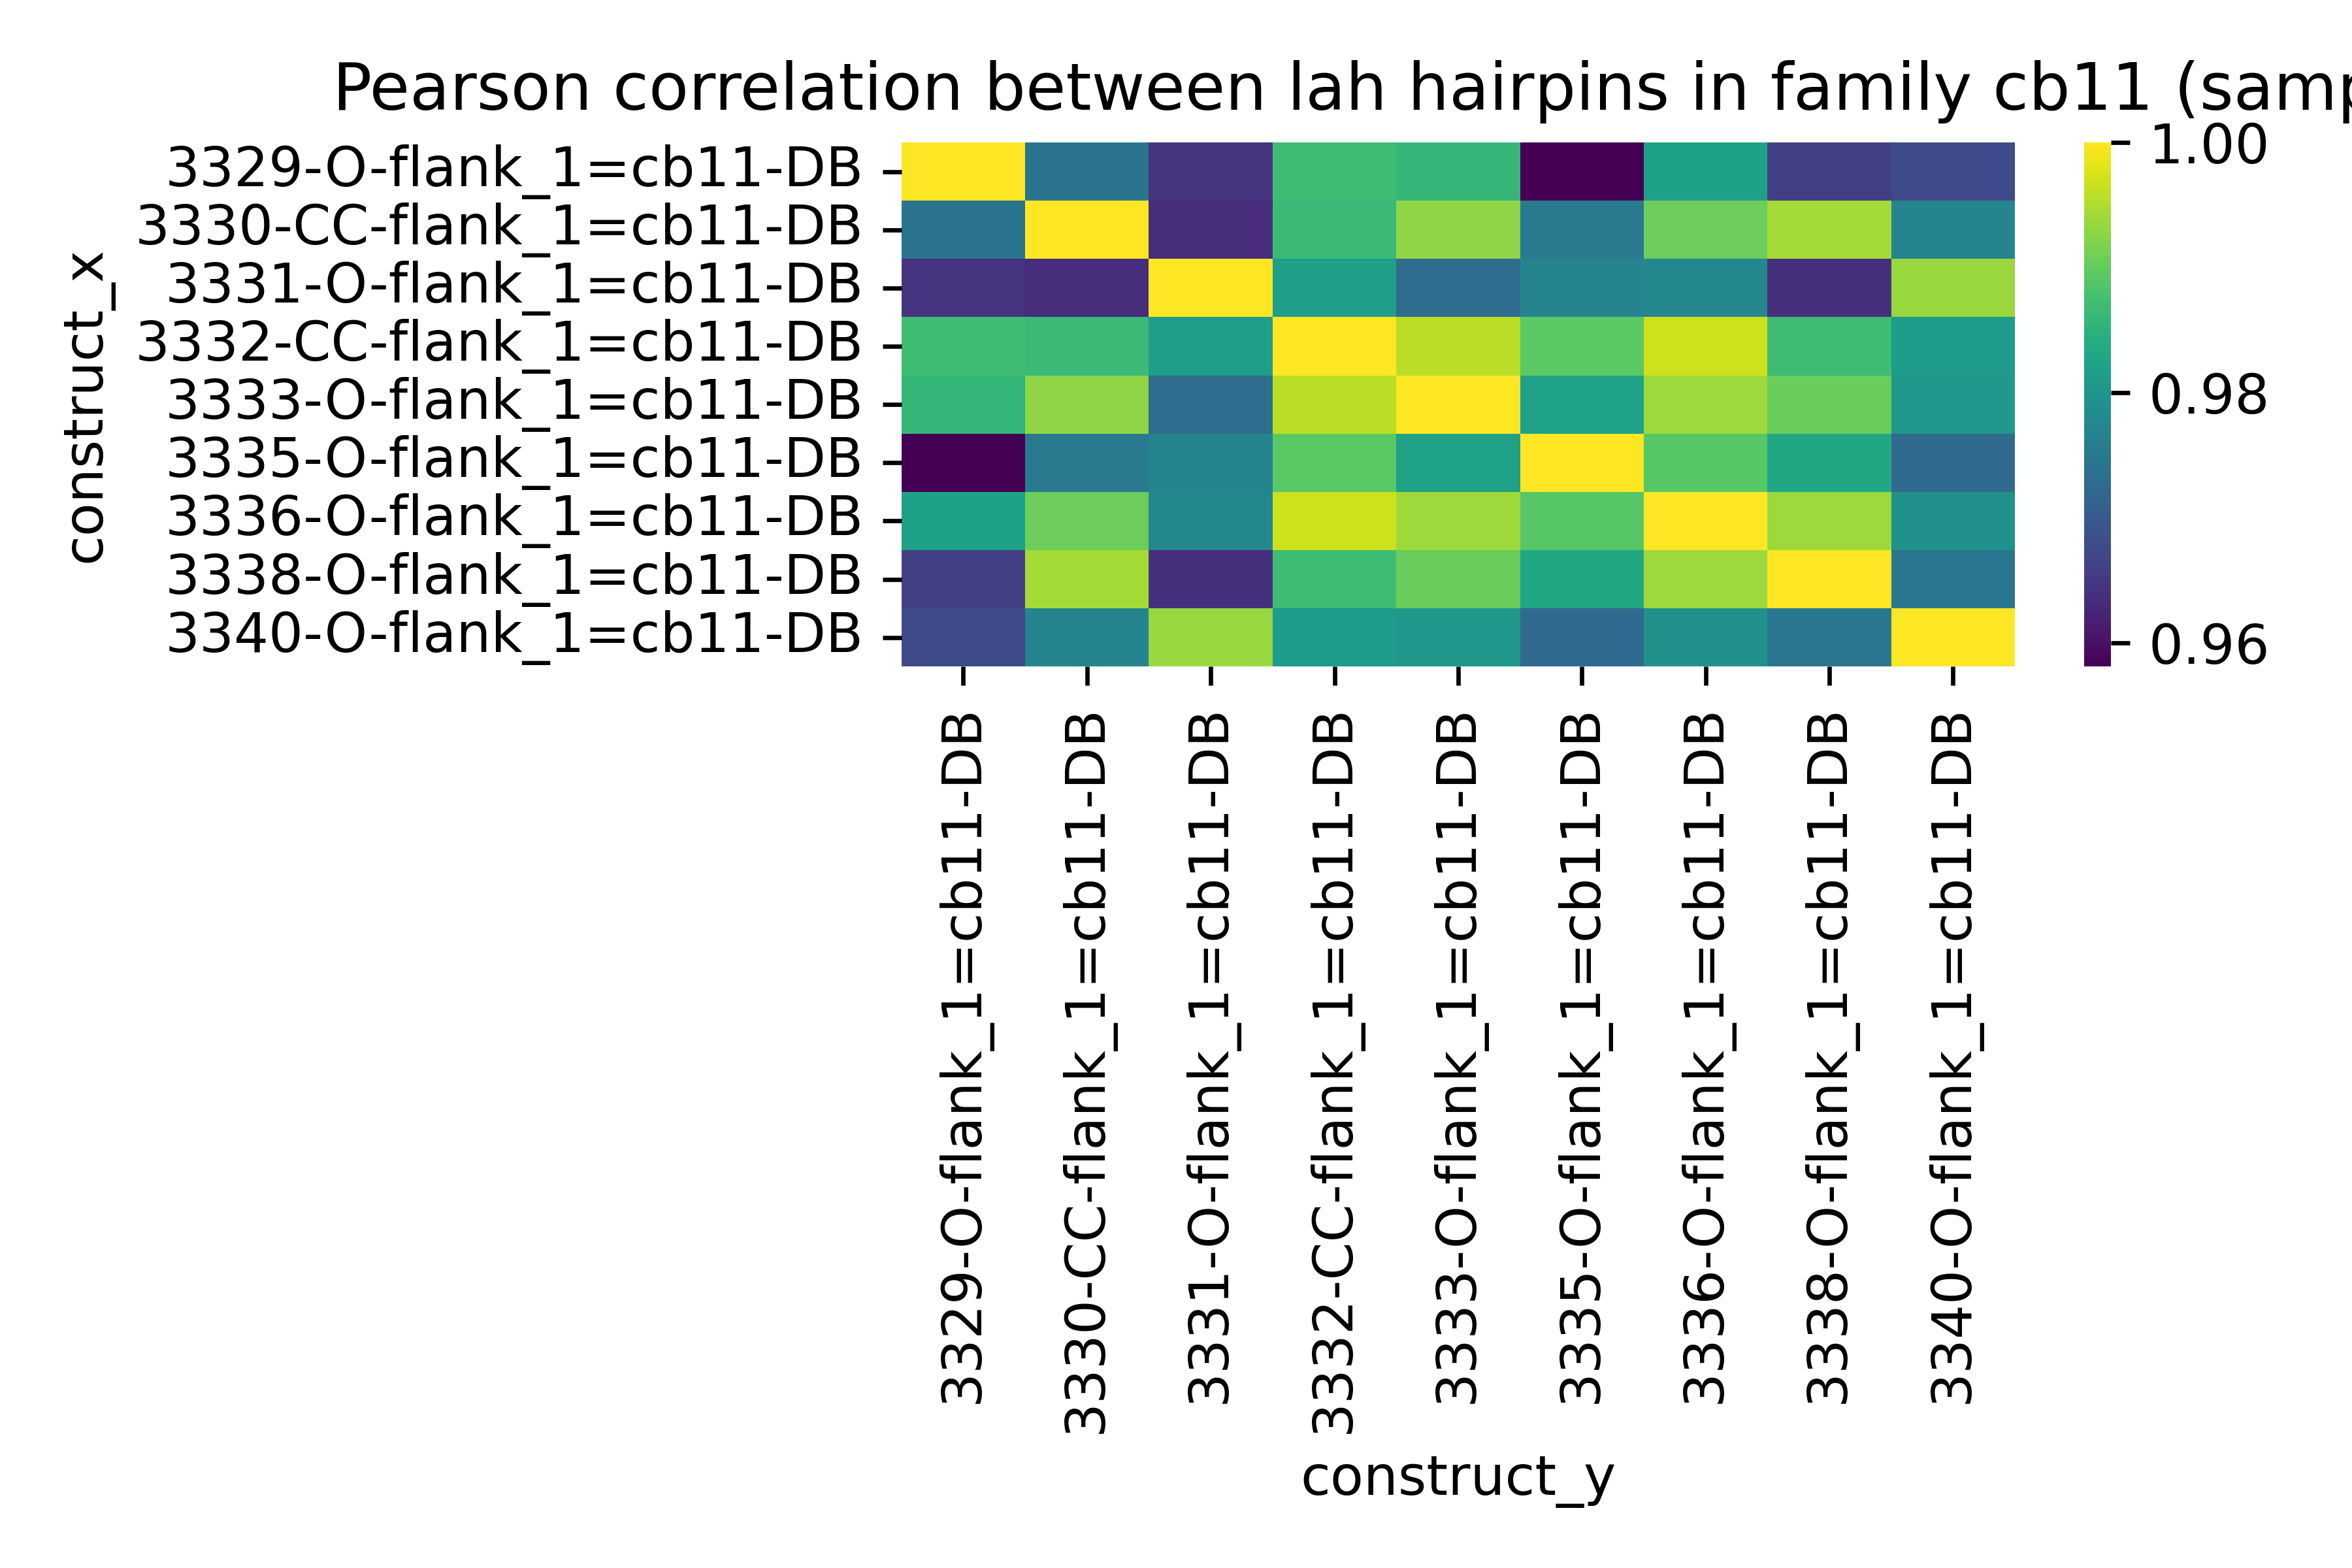 Pearson correlation between lah hairpins in family cb11 (samp
construct_x
3329-O-flank_1=cb11-DB
3330-CC-flank_1=cb11-DB
3331-O-flank_1=cb11-DB
3332-CC-flank_1=cb11-DB
3333-O-flank_1=cb11-DB
3335-O-flank_1=cb11-DB
3336-O-flank_1=cb11-DB
3338-O-flank_1=cb11-DB
3340-O-flank_1=cb11-DB
1.00
0.98
0.96
3329-O-flank_1=cb11-DB
3330-CC-flank_1=cb11-DB
3331-O-flank_1=cb11-DB
3332-CC-flank_1=cb11-DB
3333-O-flank_1=cb11-DB
3335-O-flank_1=cb11-DB
3336-O-flank_1=cb11-DB
3338-O-flank_1=cb11-DB
3340-O-flank_1=cb11-DB
construct_y